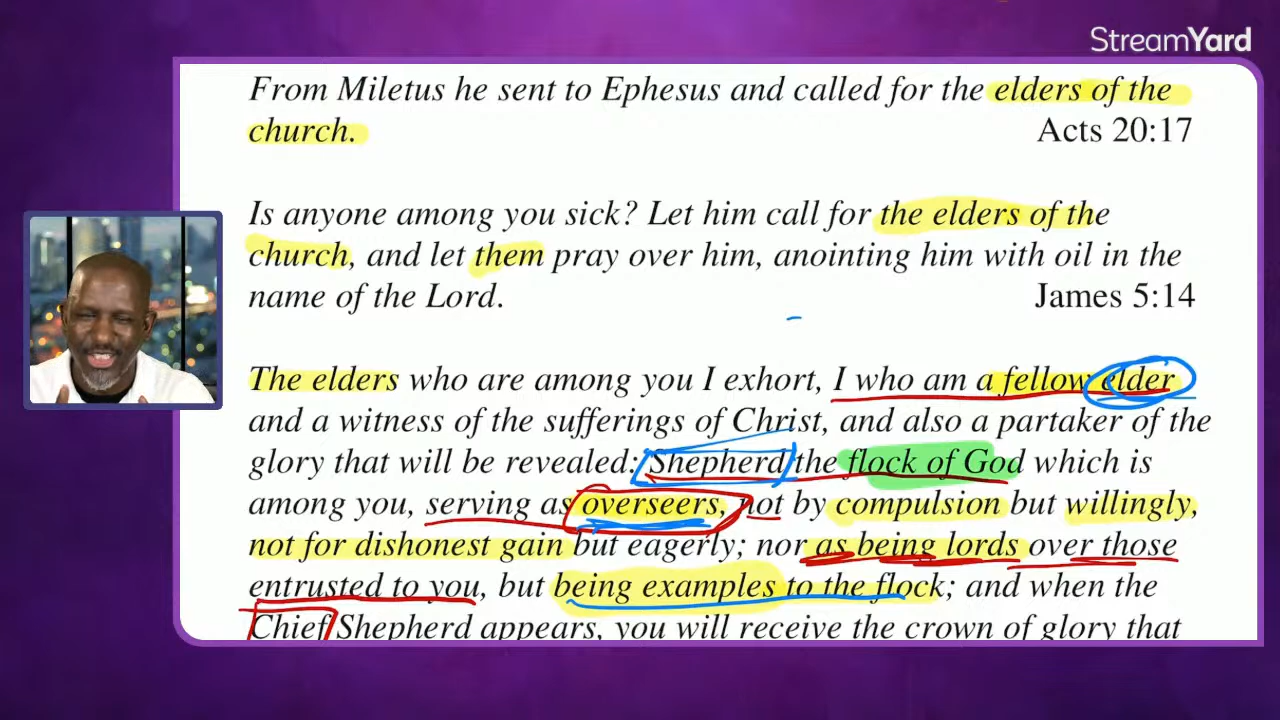 StreamYard
From Miletus he sent to Ephesus and called for the elders of the
church. Acts 20:17
Is anyone among you sick? Let him call for the elders of the
church, and let them pray over him, anointing him with oil in the
name of the Lord. James 5:14
The elders who are among you I exhort, I who am a fellow elder
and a witness of the sufferings of Christ, and also a partaker of the
glory that will be revealed: Shepherd the flock of God which is
among you, serving as overseers, not by compulsion but willingly,
not for dishonest gain but eagerly; nor as being lords over those
entrusted to you, but being examples to the flock; and when the
Chief Shepherd appears, you will receive the crown of glory that